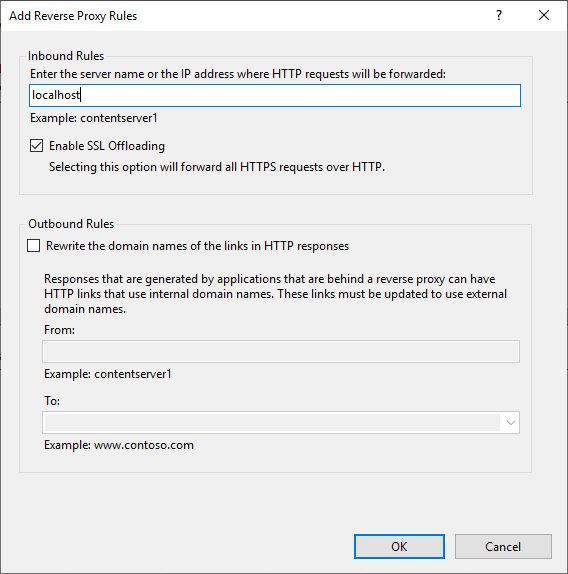 Add Reverse Proxy Rules
?
Inbound Rules
Enter the server name or the IP address where HTTP requests will be forwarded:
localhost
Example: contentserver1
Enable SSL Offloading
Selecting this option will forward all HTTPS requests over HTTP.
Outbound Rules
Rewrite the domain names of the links in HTTP responses
Responses that are generated by applications that are behind a reverse proxy can have
HTTP links that use internal domain names. These links must be updated to use external
domain names.
From:
Example: contentserver1
To:
Example: www.contoso.com
OK
Cancel